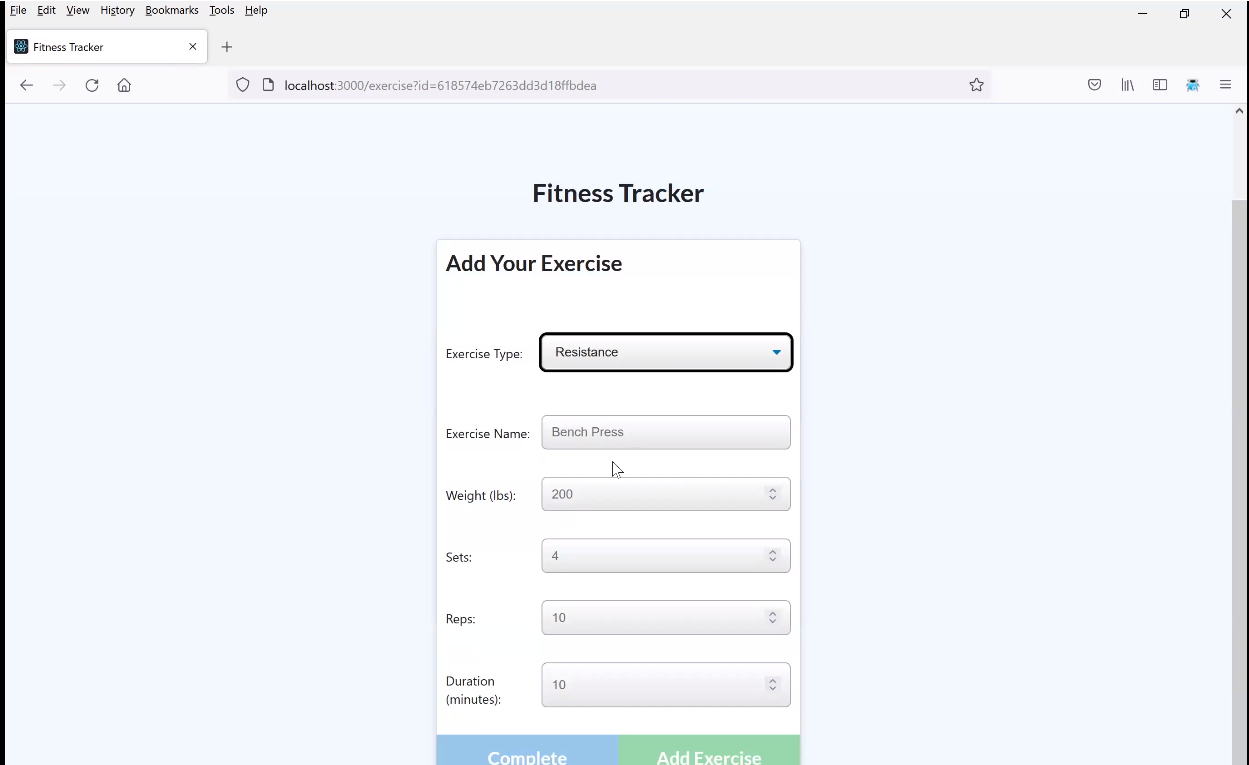 File Edit View History Bookmarks Tools Help
Fitness Tracker
localhost:3000/exercise?id=618574eb7263dd3d18ffbdea
Fitness Tracker
Add Your Exercise
Exercise Type: Resistance
Exercise Name: Bench Press
Weight (lbs): 200
Sets: 4
Reps: 10
Duration
(minutes): 10
Complete Add Exercise